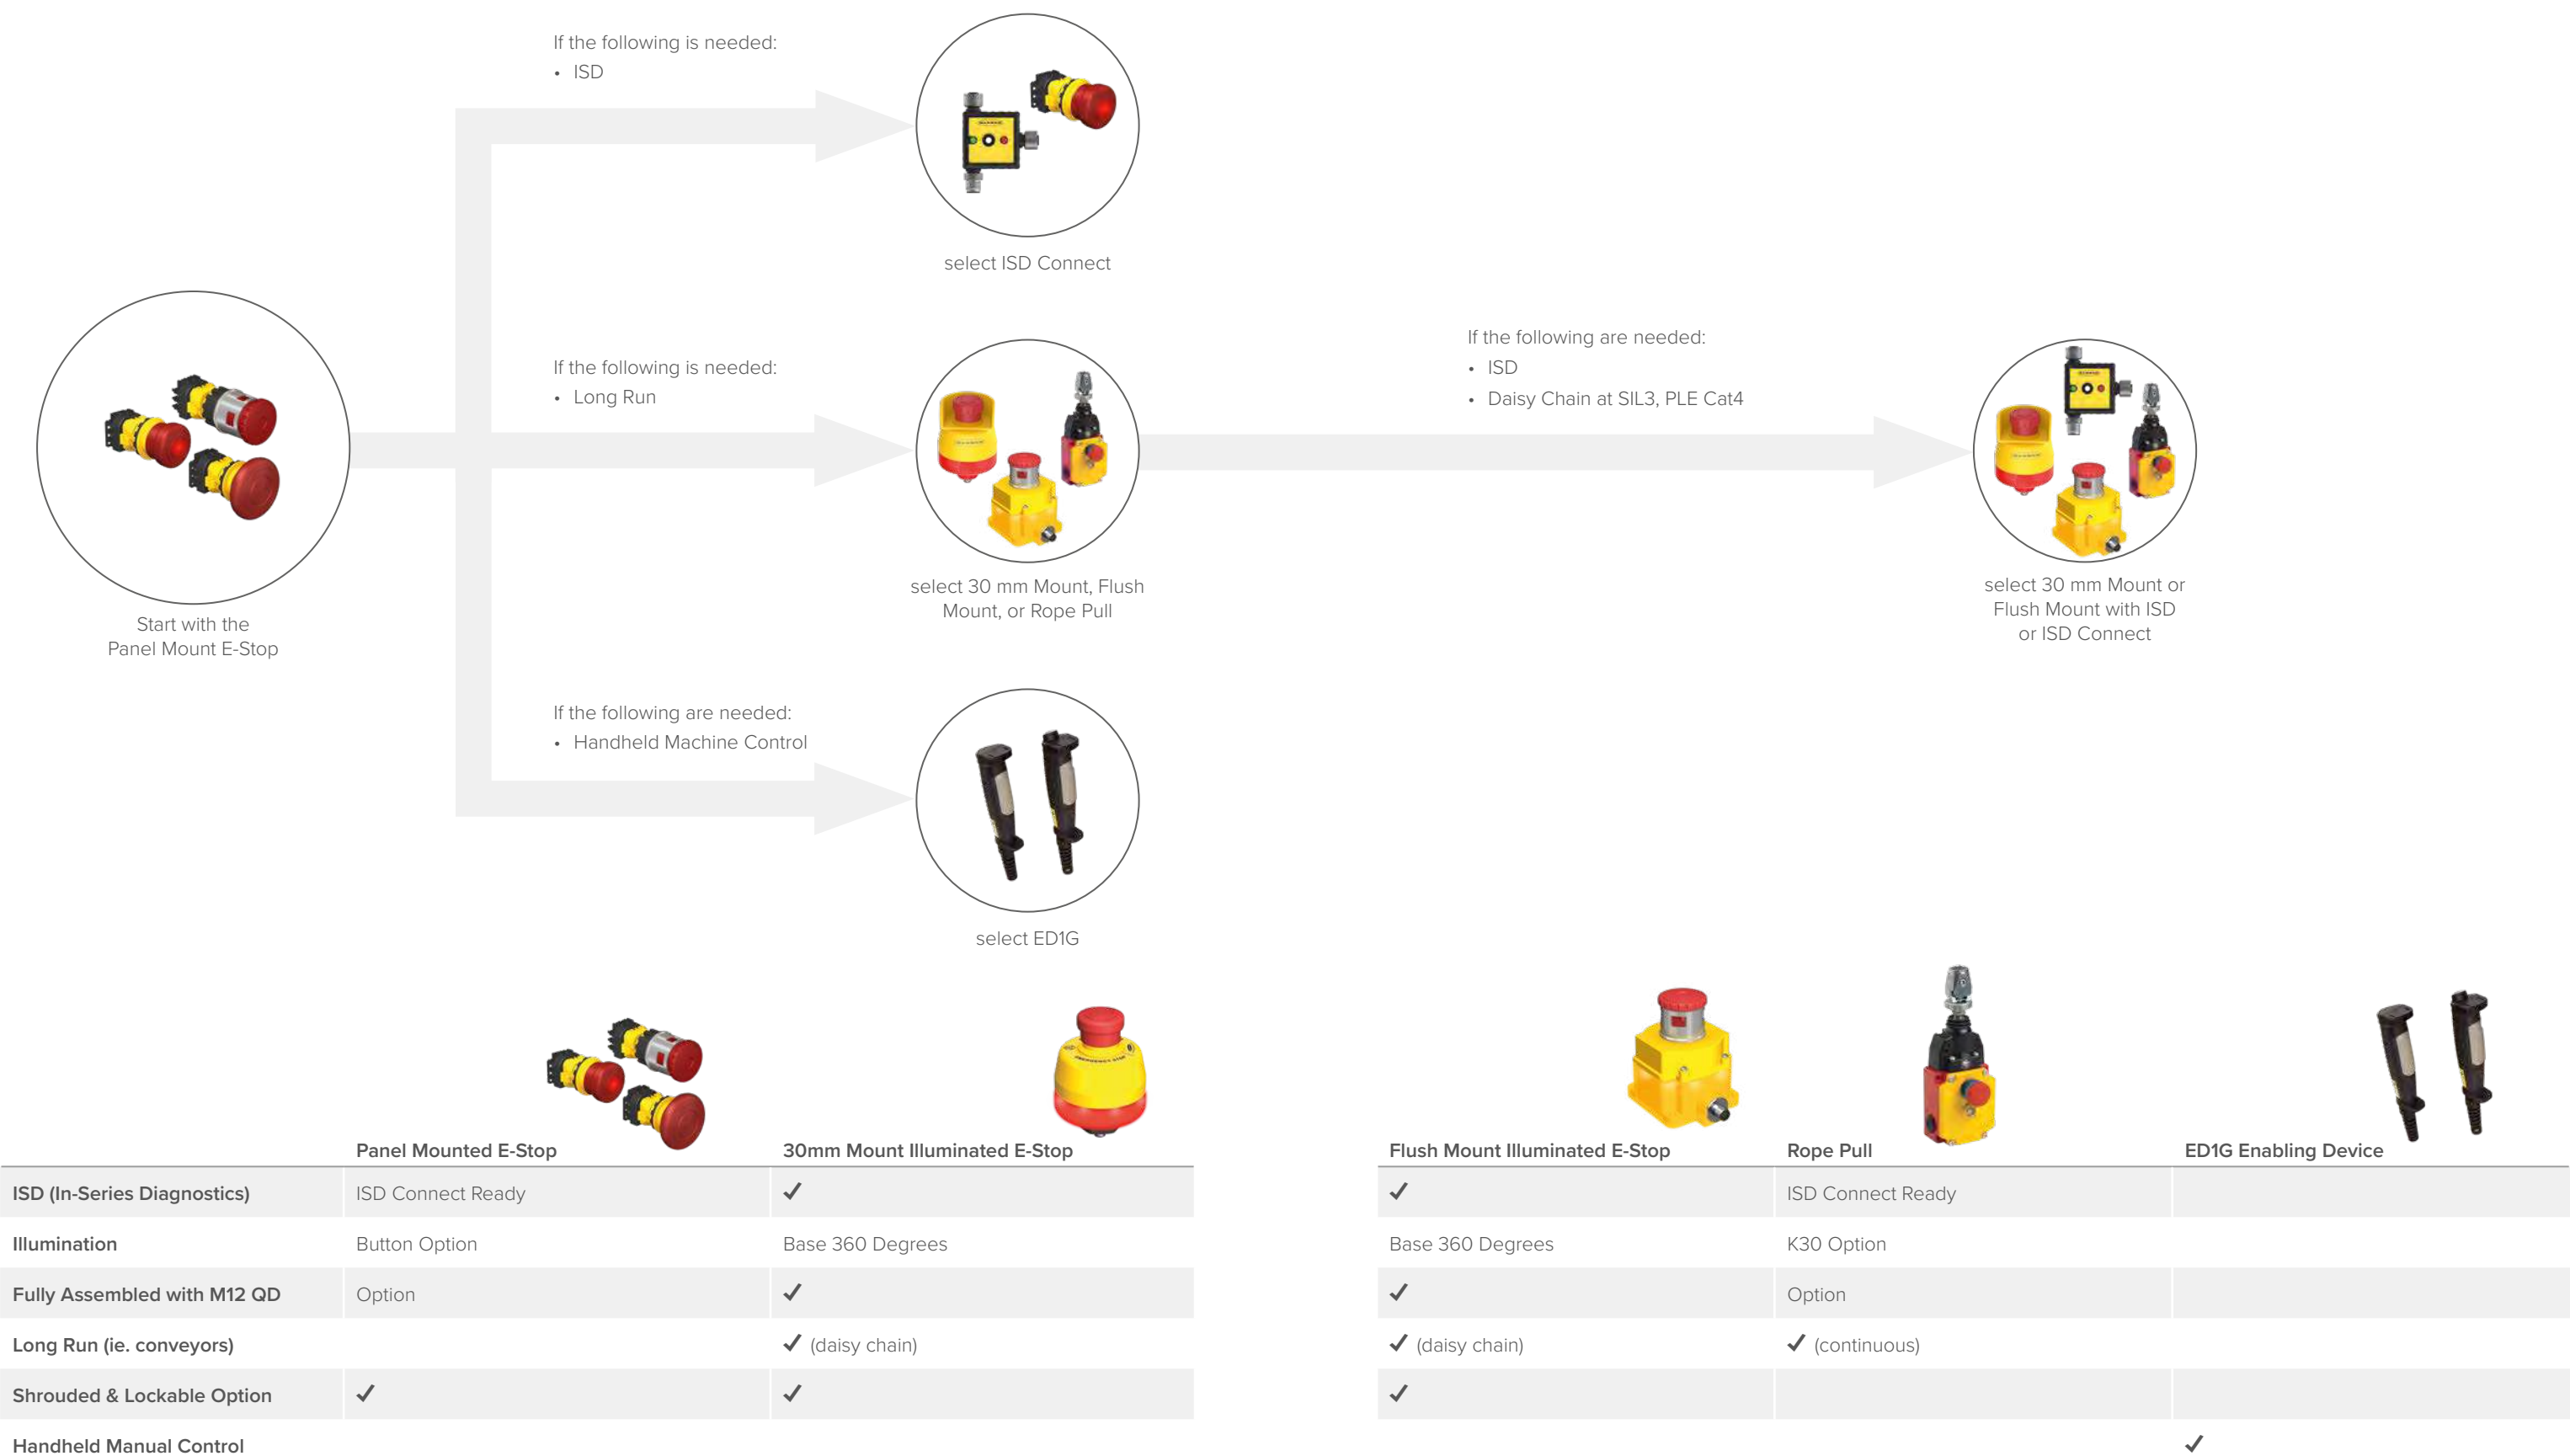 If the following is needed:
• ISD
select ISD Connect
Start with the
Panel Mount E-Stop
If the following is needed:
• Long Run
select 30 mm Mount, Flush
Mount, or Rope Pull
If the following are needed:
• ISD
• Daisy Chain at SIL3, PLE Cat4
select 30 mm Mount or
Flush Mount with ISD
or ISD Connect
If the following are needed:
• Handheld Machine Control
select ED1G
EMERGENCY STOP
Panel Mounted E-Stop 30mm Mount Illuminated E-Stop Flush Mount Illuminated E-Stop Rope Pull ED1G Enabling Device
ISD (In-Series Diagnostics) ISD Connect Ready ✓ ✓ ISD Connect Ready
Illumination Button Option Base 360 Degrees Base 360 Degrees K30 Option
Fully Assembled with M12 QD Option ✓ ✓ Option
Long Run (ie. conveyors) ✓ (daisy chain) ✓ (daisy chain) ✓ (continuous)
Shrouded & Lockable Option ✓ ✓ ✓
Handheld Manual Control ✓